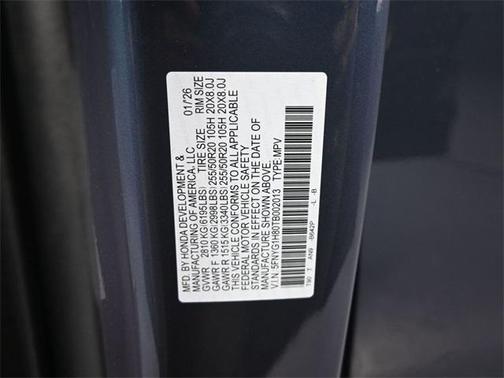 MFD. BY HONDA DEVELOPMENT &
MANUFACTURING OF AMERICA, LLC 01/'26
GVWR 2810 KG(6195LBS) TIRE SIZE RIM SIZE
GAWR F 1360 KG(2998LBS) 255/50R20 105H 20X8.0J
GAWR R 1515 KG(3340LBS) 255/50R20 105H 20X8.0J
THIS VEHICLE CONFORMS TO ALL APPLICABLE
FEDERAL MOTOR VEHICLE SAFETY
STANDARDS IN EFFECT ON THE DATE OF
MANUFACTURE SHOWN ABOVE.
V.I.N: 5FNYG1H80TB002013 TYPE:MPV
T90 T AN9 -B642P -L -B